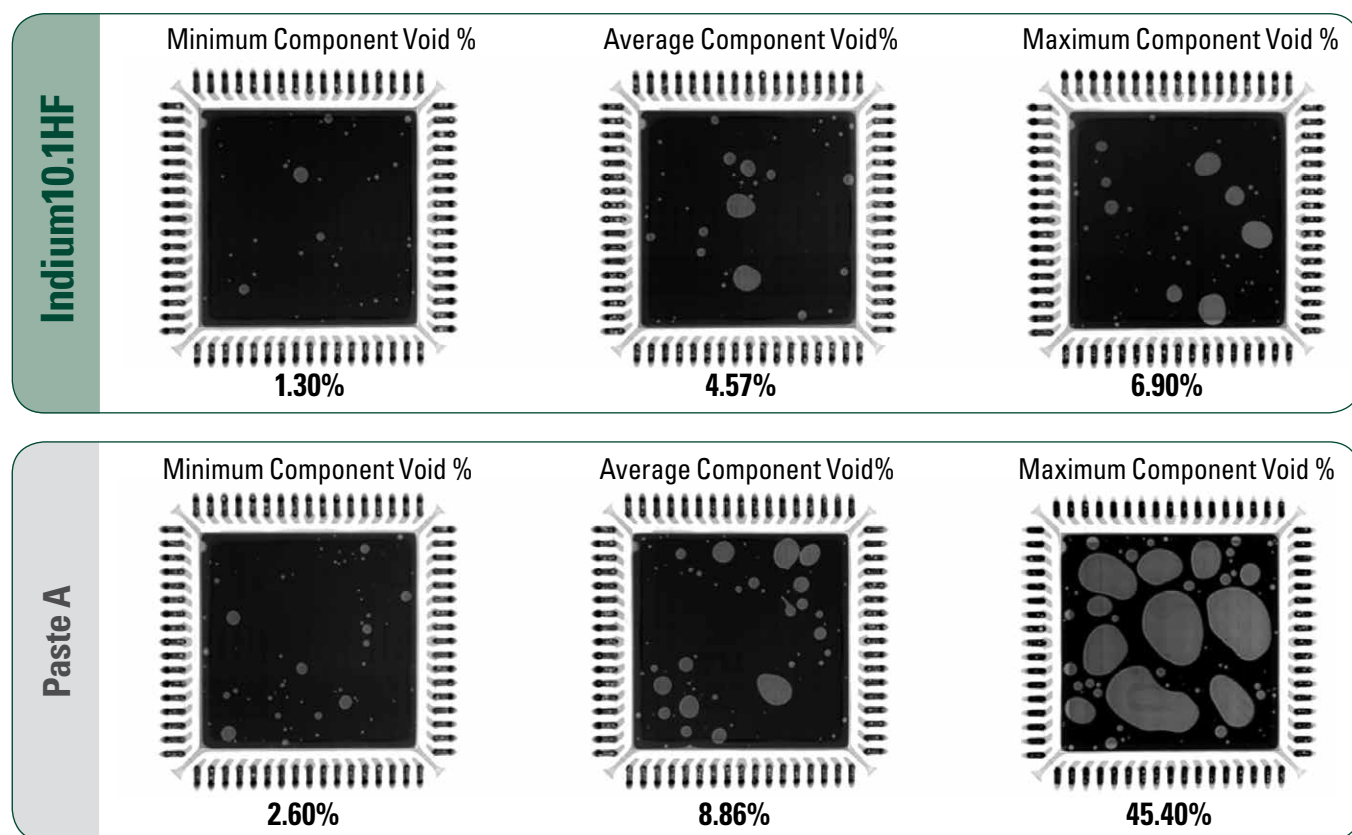 Indium10.1HF
Minimum Component Void %
Average Component Void%
Maximum Component Void %
1.30%
4.57%
6.90%
Paste A
Minimum Component Void %
Average Component Void%
Maximum Component Void %
2.60%
8.86%
45.40%